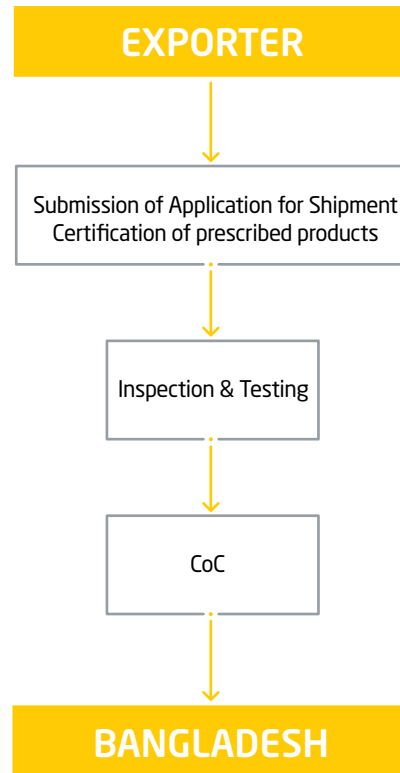 EXPORTER
Submission of Application for Shipment
Certification of prescribed products
Inspection & Testing
CoC
BANGLADESH